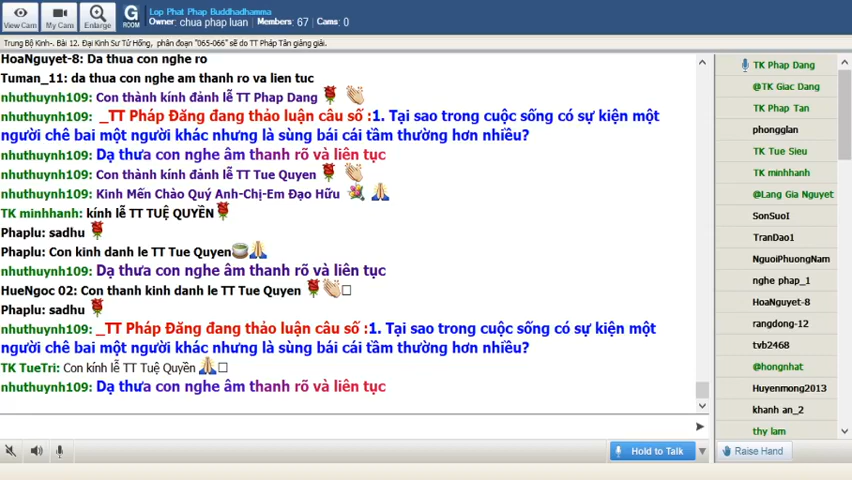 View Cam
My Cam
Enlarge
G
ROOM
Lop Phat Phap Buddhadhamma
Owner: chua phap luan Members: 67 Cams: 0
Trung Bộ Kinh-. Bài 12. Đại Kinh Sư Tử Hống, phân đoạn "065-066" sẽ do TT Pháp Tân giảng giải.
HoaNguyet-8: Da thua con nghe ro
Tuman_11: da thua con nghe am thanh ro va lien tuc
nhuthuynh109: Con thành kính đảnh lễ TT Phap Dang
nhuthuynh109: _TT Pháp Đăng đang thảo luận câu số :1. Tại sao trong cuộc sống có sự kiện một
người chê bai một người khác nhưng là sùng bái cái tầm thường hơn nhiều?
nhuthuynh109: Dạ thưa con nghe âm thanh rõ và liên tục
nhuthuynh109: Con thành kính đảnh lễ TT Tue Quyen
nhuthuynh109: Kinh Mến Chào Quý Anh-Chị-Em Đạo Hữu
TK minhhanh: kính lễ TT TUỆ QUYỀN
Phaplu: sadhu
Phaplu: Con kinh danh le TT Tue Quyen
nhuthuynh109: Dạ thưa con nghe âm thanh rõ và liên tục
HueNgoc 02: Con thanh kinh danh le TT Tue Quyen
Phaplu: sadhu
nhuthuynh109: _TT Pháp Đăng đang thảo luận câu số :1. Tại sao trong cuộc sống có sự kiện một
người chê bai một người khác nhưng là sùng bái cái tầm thường hơn nhiều?
TK TueTri: Con kính lễ TT Tuệ Quyền
nhuthuynh109: Dạ thưa con nghe âm thanh rõ và liên tục
Hold to Talk
TK Phap Dang
@TK Giac Dang
TK Phap Tan
phongglan
TK Tue Sieu
TK minhhanh
@Lang Gia Nguyet
SonSuoI
TranDao1
NguoiPhuongNam
nghe phap_1
HoaNguyet-8
rangdong-12
tvb2468
@hongnhat
Huyenmong2013
khanh an_2
thy lam
Raise Hand